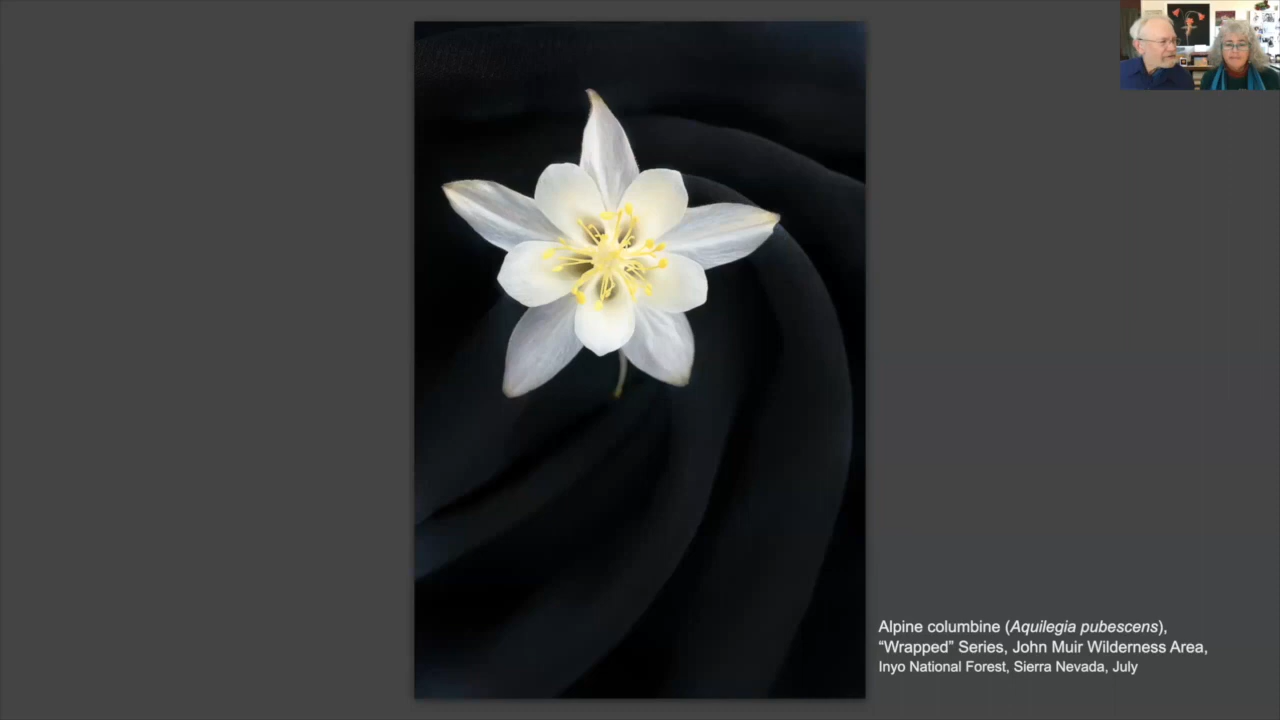 Alpine columbine (Aquilegia pubescens),
“Wrapped” Series, John Muir Wilderness Area,
Inyo National Forest, Sierra Nevada, July